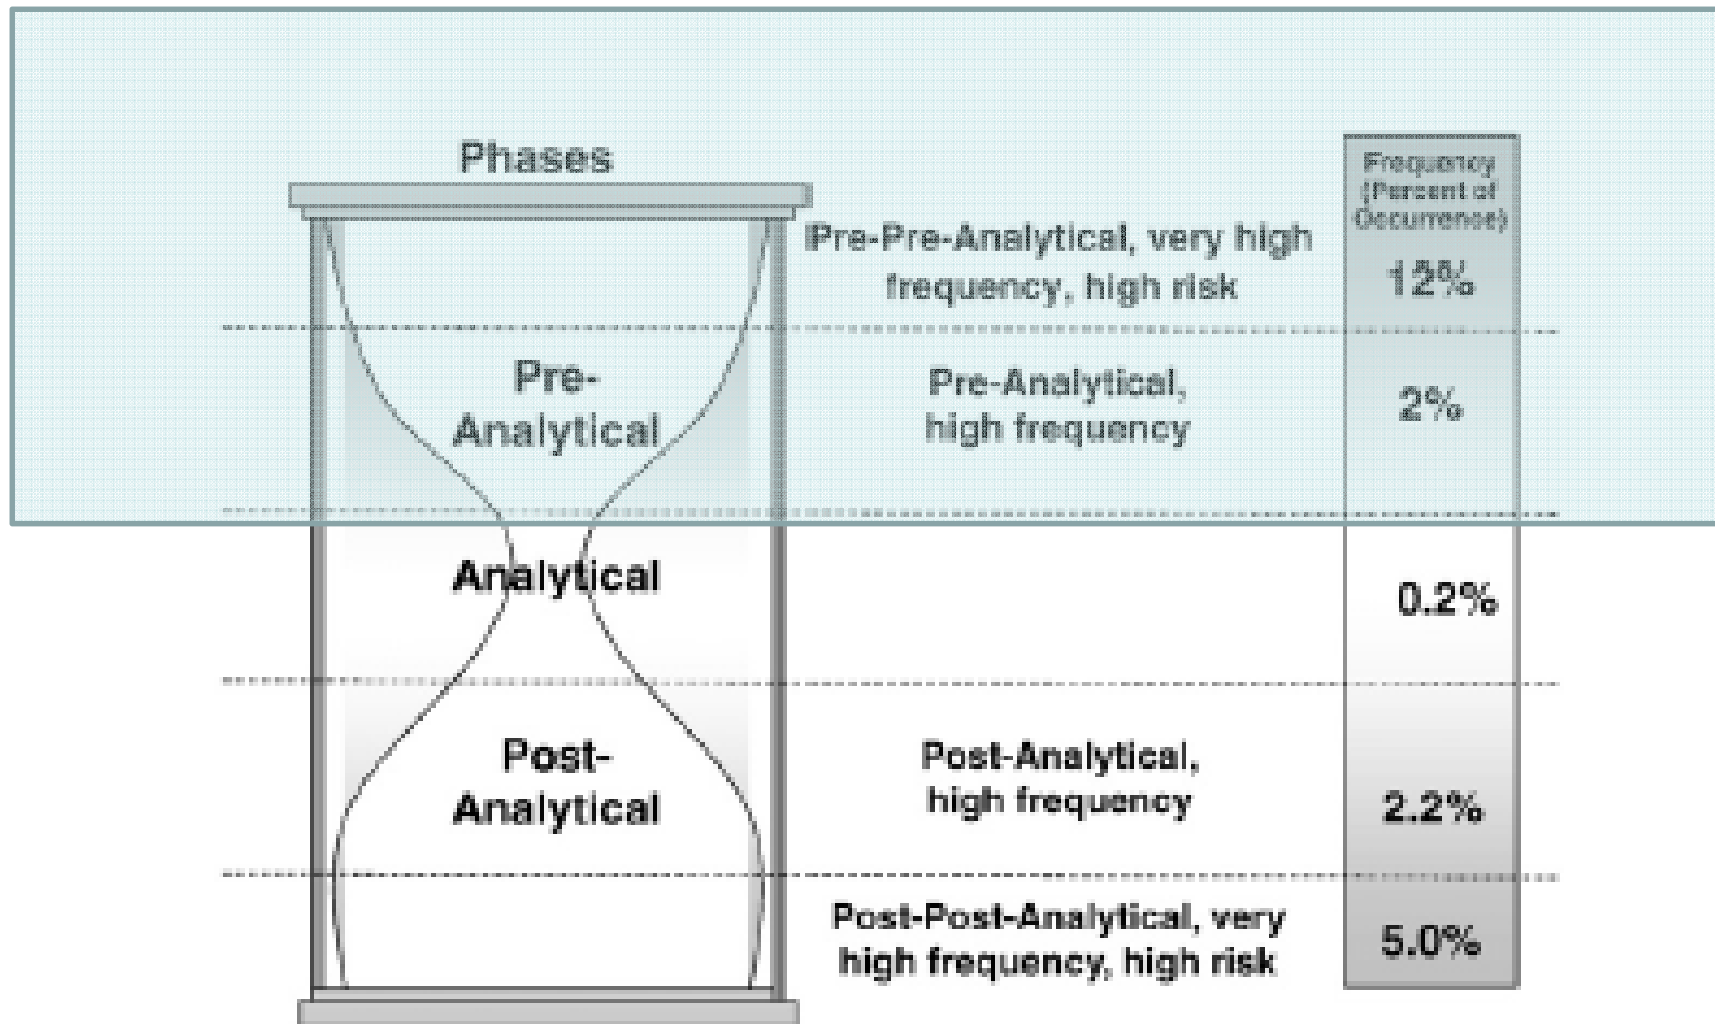 Phases
Frequency
(Percent of
Occurrence)
Pre-Pre-Analytical, very high
frequency, high risk
12%
Pre-
Analytical
Pre-Analytical,
high frequency
2%
Analytical
0.2%
Post-
Analytical
Post-Analytical,
high frequency
2.2%
Post-Post-Analytical, very
high frequency, high risk
5.0%